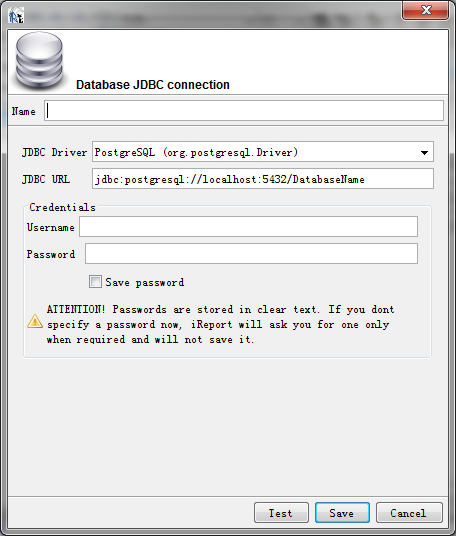 Database JDBC connection
Name
JDBC Driver PostgreSQL (org.postgresql.Driver)
JDBC URL jdbc:postgresql://localhost:5432/DatabaseName
Credentials
Username
Password
Save password
ATTENTION! Passwords are stored in clear text. If you dont
specify a password now, iReport will ask you for one only
when required and will not save it.
Test Save Cancel